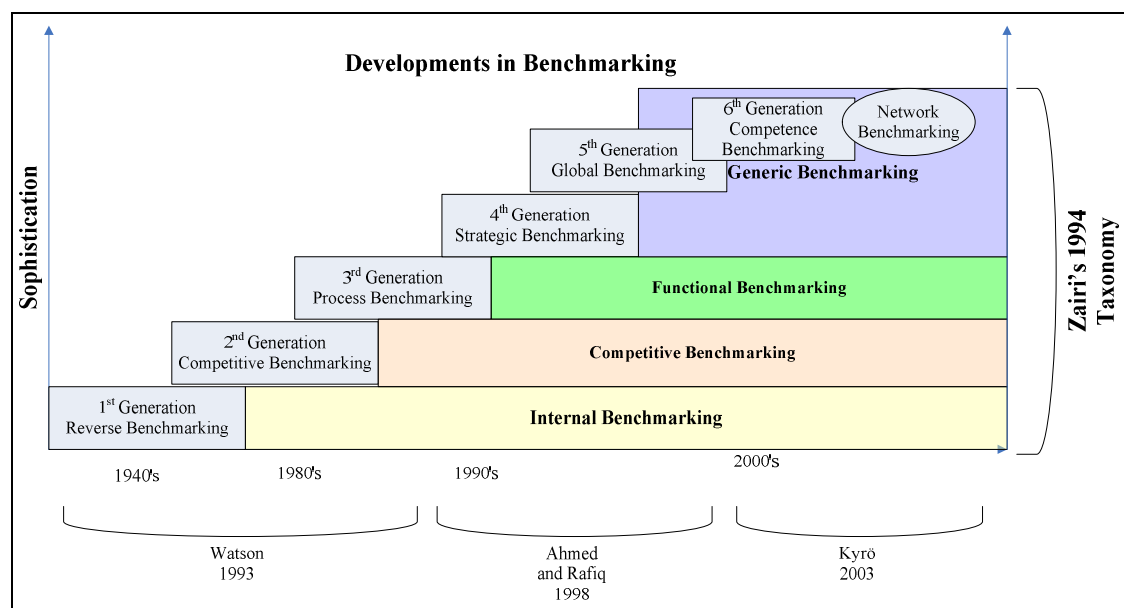 Developments in Benchmarking
Sophistication
6th Generation
Competence
Benchmarking
Network
Benchmarking
5th Generation
Global Benchmarking
Generic Benchmarking
4th Generation
Strategic Benchmarking
3rd Generation
Process Benchmarking
Functional Benchmarking
2nd Generation
Competitive Benchmarking
Competitive Benchmarking
1st Generation
Reverse Benchmarking
Internal Benchmarking
Zairi's 1994
Taxonomy
1940's
1980's
1990's
2000's
Watson
1993
Ahmed
and Rafiq
1998
Kyrö
2003